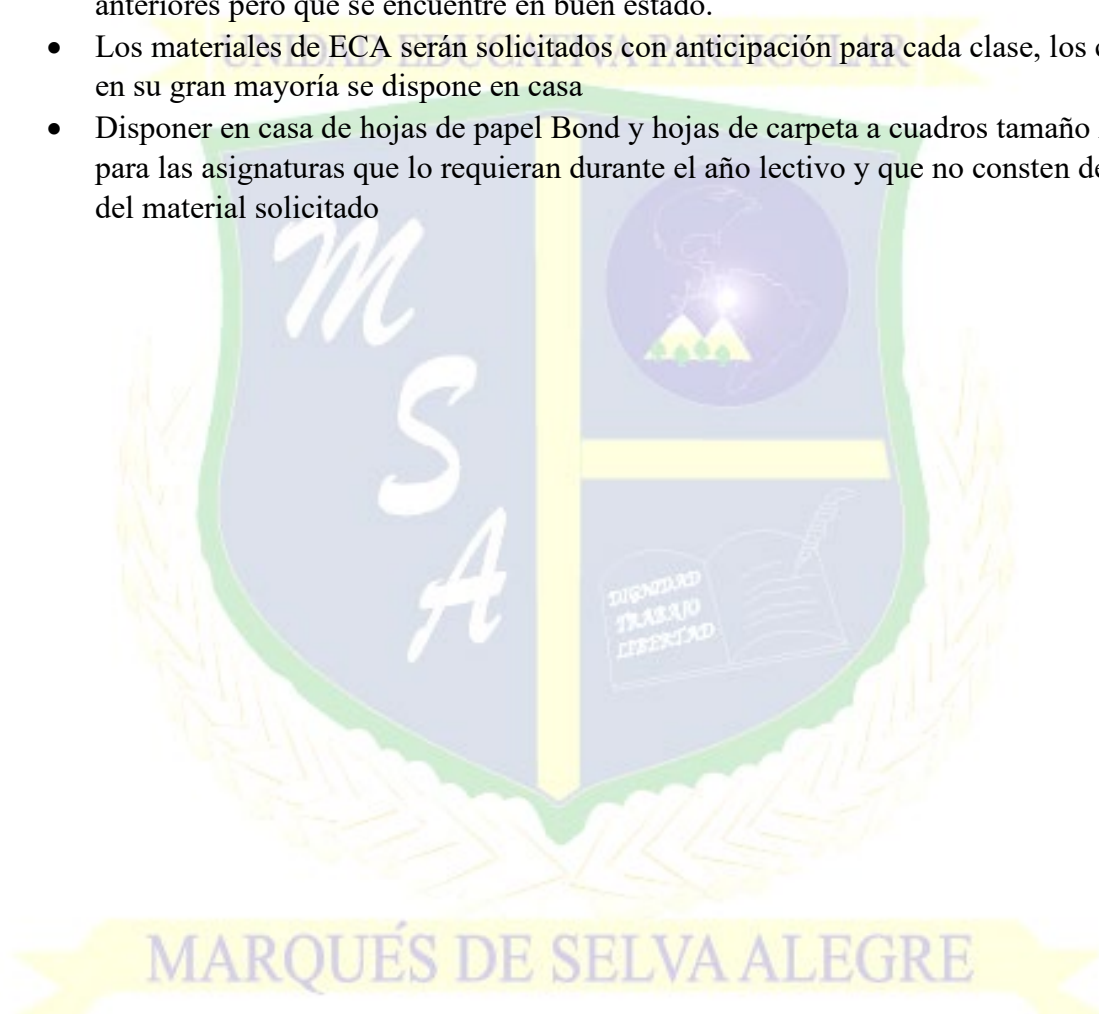 anteriores pero que se encuentre en buen estado.
• Los materiales de ECA serán solicitados con anticipación para cada clase, los
en su gran mayoría se dispone en casa
• Disponer en casa de hojas de papel Bond y hojas de carpeta a cuadros tamaño
para las asignaturas que lo requieran durante el año lectivo y que no consten
del material solicitado
UNIDAD EDUCATIVA PARTICULAR
M
S
A
DIGNIDAD
TRABAJO
LIBERTAD
MARQUÉS DE SELVA ALEGRE